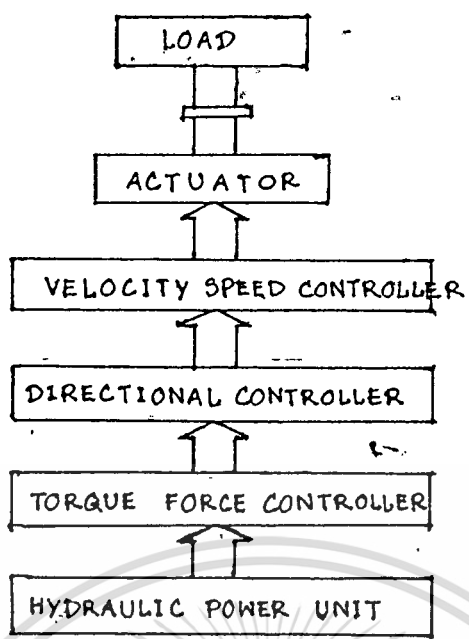 LOAD
ACTUATOR
VELOCITY SPEED CONTROLLER
DIRECTIONAL CONTROLLER
TORQUE FORCE CONTROLLER
HYDRAULIC POWER UNIT